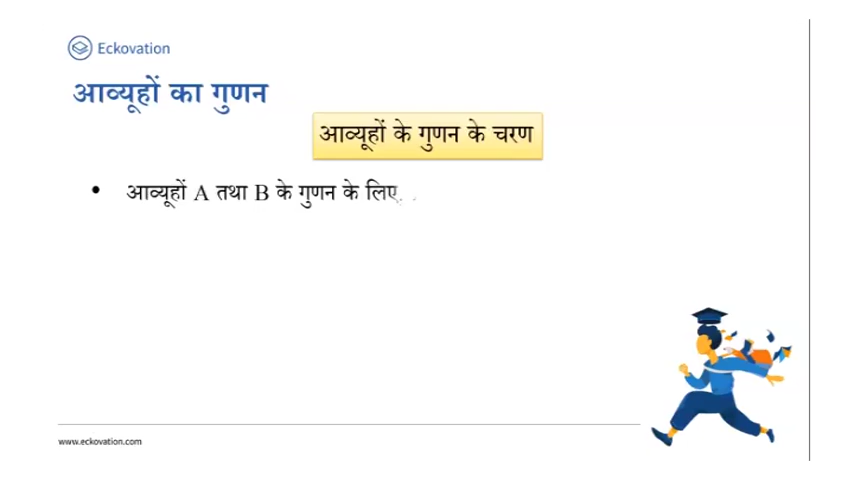 Eckovation
आव्यूहों का गुणन
आव्यूहों के गुणन के चरण
• आव्यूहों A तथा B के गुणन के लिए,
www.eckovation.com